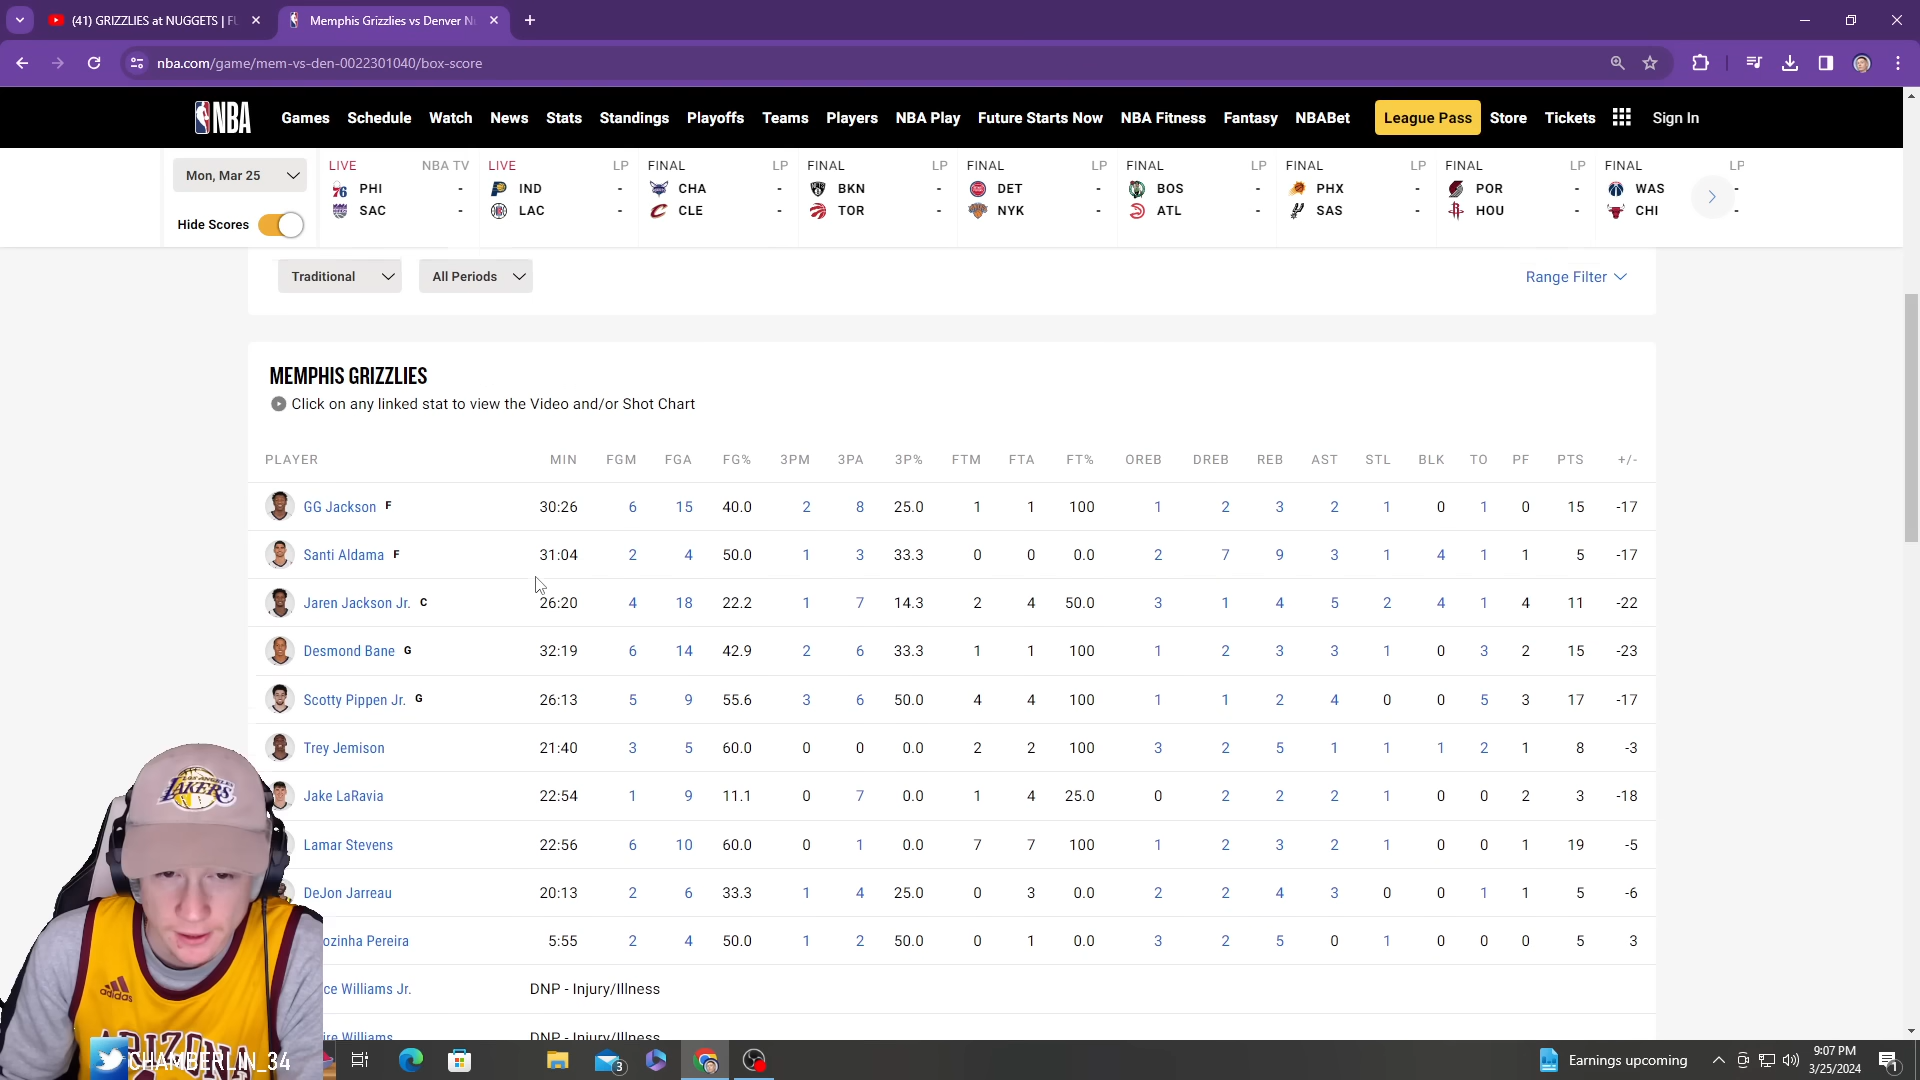 (41) GRIZZLIES at NUGGETS | FU
Memphis Grizzlies vs Denver Nu
nba.com/game/mem-vs-den-0022301040/box-score
NBA Games Schedule Watch News Stats Standings Playoffs Teams Players NBA Play Future Starts Now NBA Fitness Fantasy NBABet League Pass Store Tickets Sign In
Mon, Mar 25 LIVE NBA TV LIVE LP FINAL LP FINAL LP FINAL LP FINAL LP FINAL LP FINAL LP FINAL LP
PHI - IND - CHA - BKN - DET - BOS - PHX - POR - WAS -
Hide Scores SAC - LAC - CLE - TOR - NYK - ATL - SAS - HOU - CHI -
Traditional All Periods Range Filter
MEMPHIS GRIZZLIES
Click on any linked stat to view the Video and/or Shot Chart
PLAYER MIN FGM FGA FG% 3PM 3PA 3P% FTM FTA FT% OREB DREB REB AST STL BLK TO PF PTS +/-
GG Jackson F 30:26 6 15 40.0 2 8 25.0 1 1 100 1 2 3 2 1 0 1 0 15 -17
Santi Aldama F 31:04 2 4 50.0 1 3 33.3 0 0 0.0 2 7 9 3 1 4 1 1 5 -17
Jaren Jackson Jr. C 26:20 4 18 22.2 1 7 14.3 2 4 50.0 3 1 4 5 2 4 1 4 11 -22
Desmond Bane G 32:19 6 14 42.9 2 6 33.3 1 1 100 1 2 3 3 1 0 3 2 15 -23
Scotty Pippen Jr. G 26:13 5 9 55.6 3 6 50.0 4 4 100 1 1 2 4 0 0 5 3 17 -17
Trey Jemison 21:40 3 5 60.0 0 0 0.0 2 2 100 3 2 5 1 1 1 2 1 8 -3
Jake LaRavia 22:54 1 9 11.1 0 7 0.0 1 4 25.0 0 2 2 2 1 0 0 2 3 -18
Lamar Stevens 22:56 6 10 60.0 0 1 0.0 7 7 100 1 2 3 2 1 0 0 1 19 -5
DeJon Jarreau 20:13 2 6 33.3 1 4 25.0 0 3 0.0 2 2 4 3 0 0 1 1 5 -6
ozinha Pereira 5:55 2 4 50.0 1 2 50.0 0 1 0.0 3 2 5 0 1 0 0 0 5 3
ce Williams Jr. DNP - Injury/Illness
ire Williams DNP - Injury/Illness
LOS ANGELES
LAKERS
adidas
ARIZONA
CHAMBERLIN_34
3
Earnings upcoming
9:07 PM
3/25/2024
1